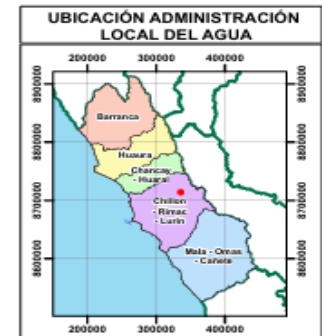 UBICACIÓN ADMINISTRACIÓN
LOCAL DEL AGUA
200000 300000 400000
8900000
8900000
Barranca
8800000
8800000
Huaura
Chancay
- Huaral
8700000
8700000
Chillon
- Rimac
- Lurin
8600000
8600000
Mala - Omas
- Cañete
200000 300000 400000